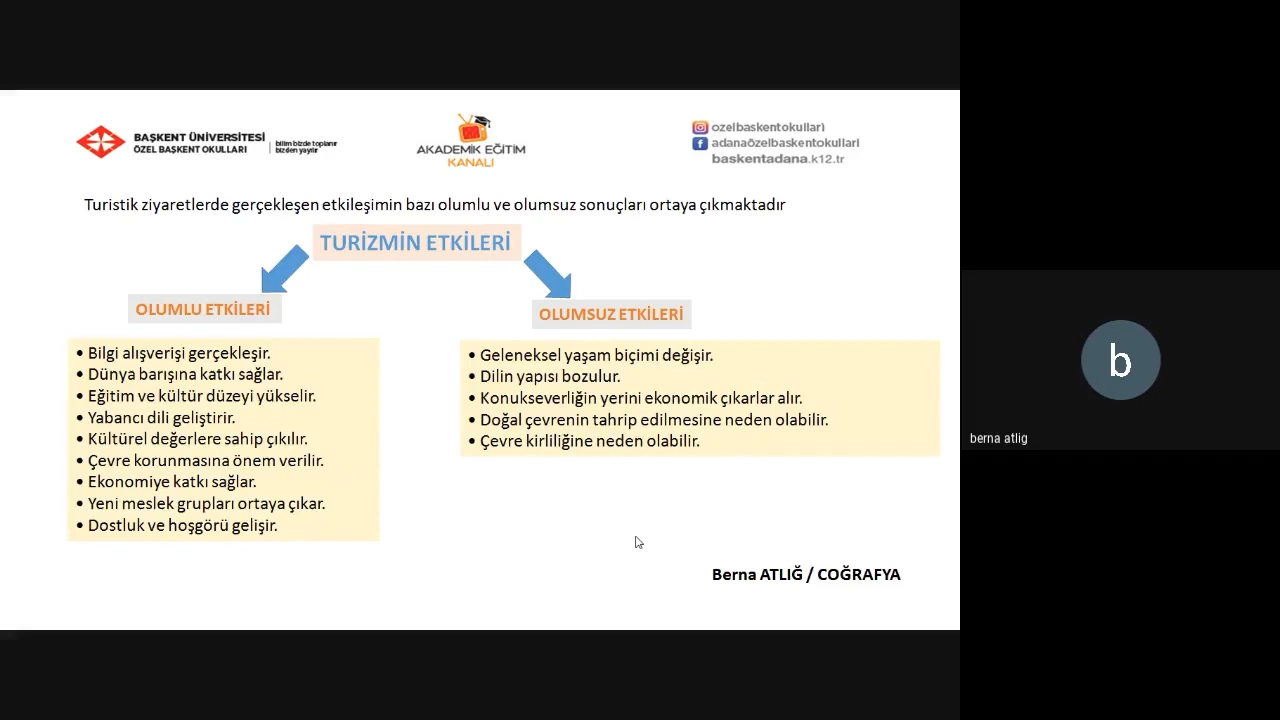 BAŞKENT ÜNİVERSİTESİ
ÖZEL BAŞKENT OKULLARI
bilim bizde toplanır
bizden yayılır
AKADEMİK EĞİTİM
KANALI
ozelbaskentokullari
adanaözelbaskentokullari
baskentadana.k12.tr
Turistik ziyaretlerde gerçekleşen etkileşimin bazı olumlu ve olumsuz sonuçları ortaya çıkmaktadır
TURİZMİN ETKİLERİ
OLUMLU ETKİLERİ
• Bilgi alışverişi gerçekleşir.
• Dünya barışına katkı sağlar.
• Eğitim ve kültür düzeyi yükselir.
• Yabancı dili geliştirir.
• Kültürel değerlere sahip çıkılır.
• Çevre korunmasına önem verilir.
• Ekonomiye katkı sağlar.
• Yeni meslek grupları ortaya çıkar.
• Dostluk ve hoşgörü gelişir.
OLUMSUZ ETKİLERİ
• Geleneksel yaşam biçimi değişir.
• Dilin yapısı bozulur.
• Konukseverliğin yerini ekonomik çıkarlar alır.
• Doğal çevrenin tahrip edilmesine neden olabilir.
• Çevre kirliliğine neden olabilir.
Berna ATLIĞ / COĞRAFYA
b
berna atlig